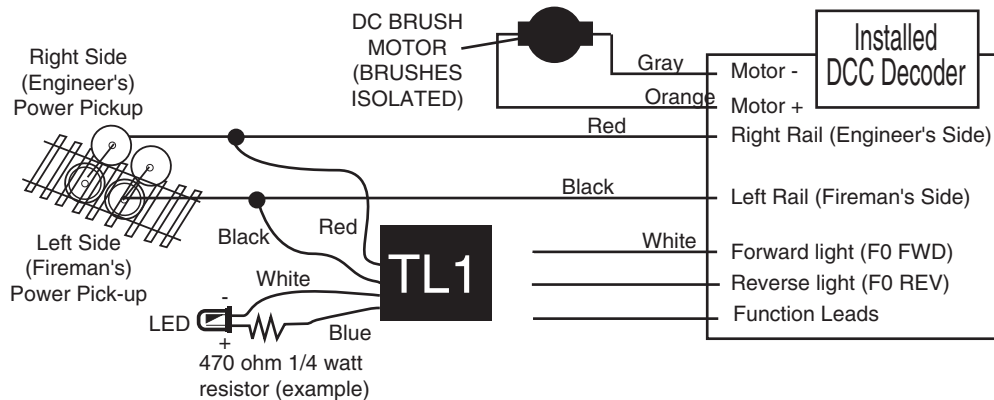 DC BRUSH
MOTOR
(BRUSHES
ISOLATED)
Installed
DCC Decoder
Right Side
(Engineer's)
Power Pickup
Gray
Motor -
Orange
Motor +
Red
Right Rail (Engineer's Side)
Black
Left Rail (Fireman's Side)
Left Side
(Fireman's)
Power Pick-up
Black
Red
TL1
White
Forward light (F0 FWD)
Reverse light (F0 REV)
Function Leads
White
-
LED
+
Blue
470 ohm 1/4 watt
resistor (example)